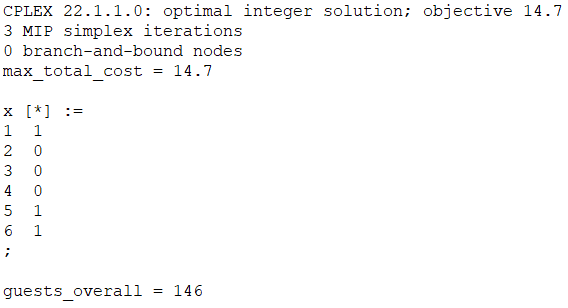 CPLEX 22.1.1.0: optimal integer solution; objective 14.7
3 MIP simplex iterations
0 branch-and-bound nodes
max_total_cost = 14.7

x [*] :=
1  1
2  0
3  0
4  0
5  1
6  1
;

guests_overall = 146